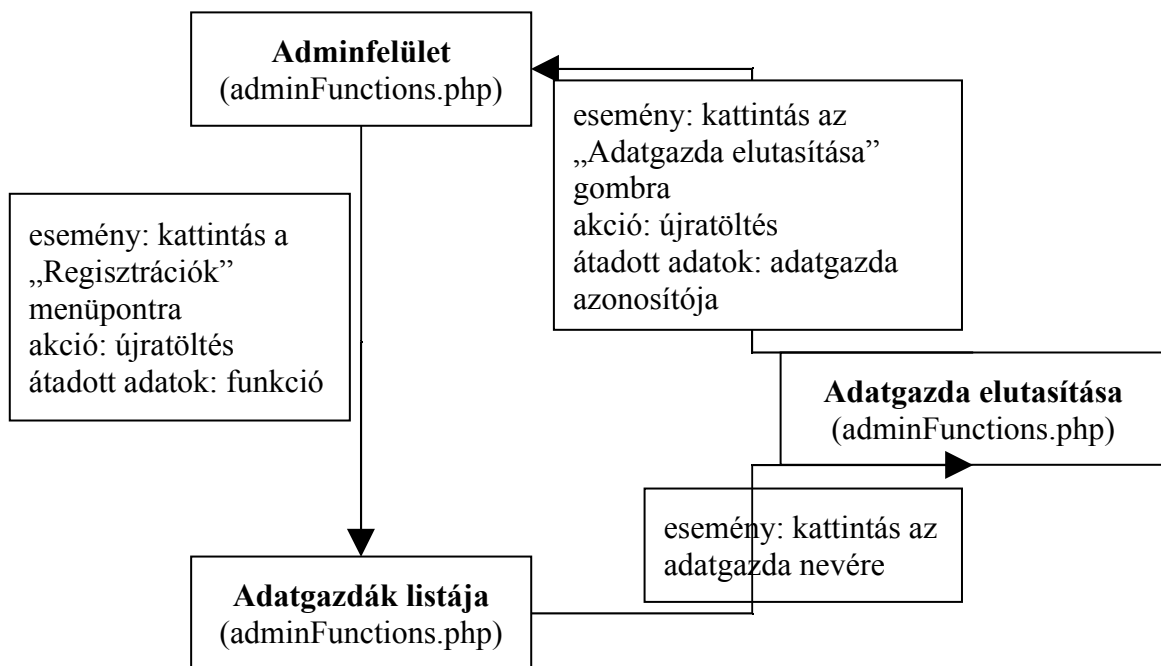 Adminfelület
(adminFunctions.php)
esemény: kattintás az
„Adatgazda elutasítása”
gombra
akció: újratöltés
átadott adatok: adatgazda
azonosítója
esemény: kattintás a
„Regisztrációk”
menüpontra
akció: újratöltés
átadott adatok: funkció
Adatgazda elutasítása
(adminFunctions.php)
esemény: kattintás az
adatgazda nevére
Adatgazdák listája
(adminFunctions.php)